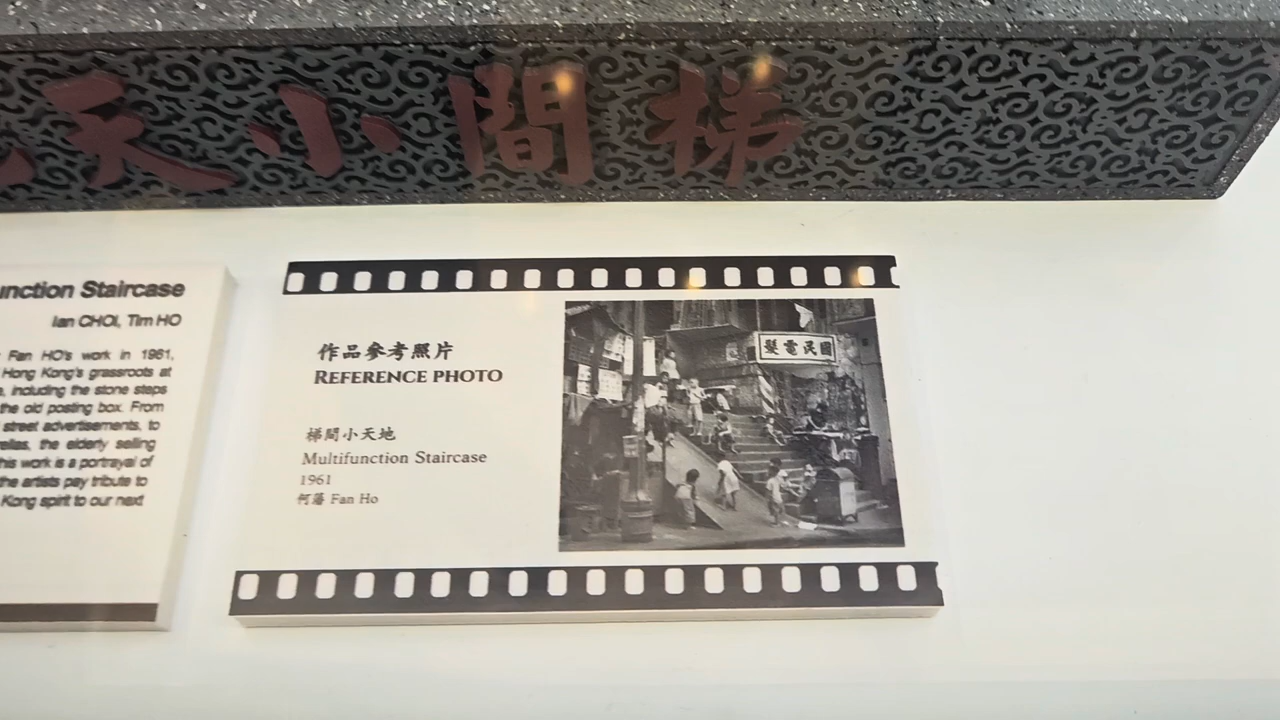 天小間梯
nction Staircase
Ian CHOI, Tim HO
Fan HO's work in 1961,
Hong Kong's grassroots at
including the stone steps
the old posting box. From
street advertisements, to
the elderly selling
his work is a portrayal of
the artists pay tribute to
Kong spirit to our next
作品參考照片
REFERENCE PHOTO
梯間小天地
Multifunction Staircase
1961
何藩 Fan Ho
髮電民國